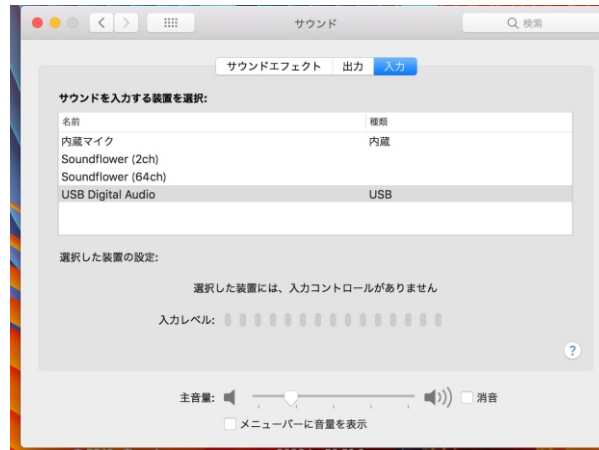 サウンド
検索
サウンドエフェクト 出力 入力
サウンドを入力する装置を選択:
名前 種類
内蔵マイク 内蔵
Soundflower (2ch)
Soundflower (64ch)
USB Digital Audio USB
選択した装置の設定:
選択した装置には、入力コントロールがありません
入力レベル:
?
主音量: 消音
メニューバーに音量を表示